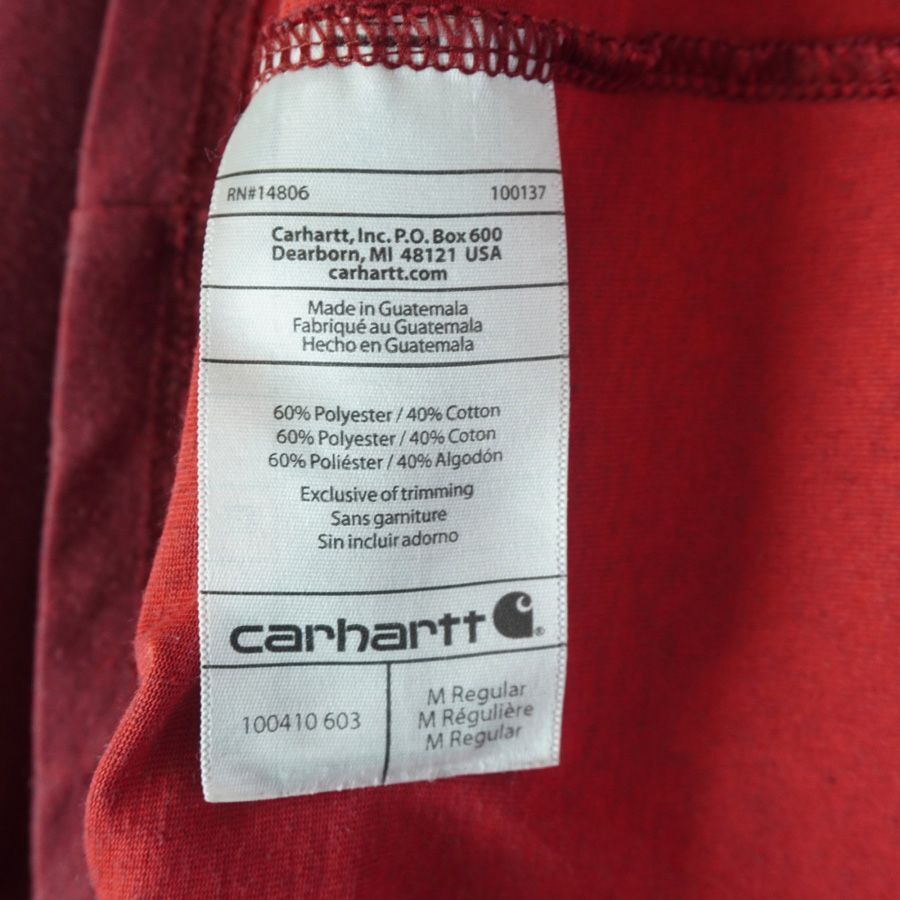 RN#14806 100137
Carhartt, Inc. P.O. Box 600
Dearborn, MI 48121 USA
carhartt.com
Made in Guatemala
Fabriqué au Guatemala
Hecho en Guatemala
60% Polyester / 40% Cotton
60% Polyester / 40% Coton
60% Poliéster / 40% Algodón
Exclusive of trimming
Sans garniture
Sin incluir adorno
carhartt
100410 603
M Regular
M Régulière
M Regular